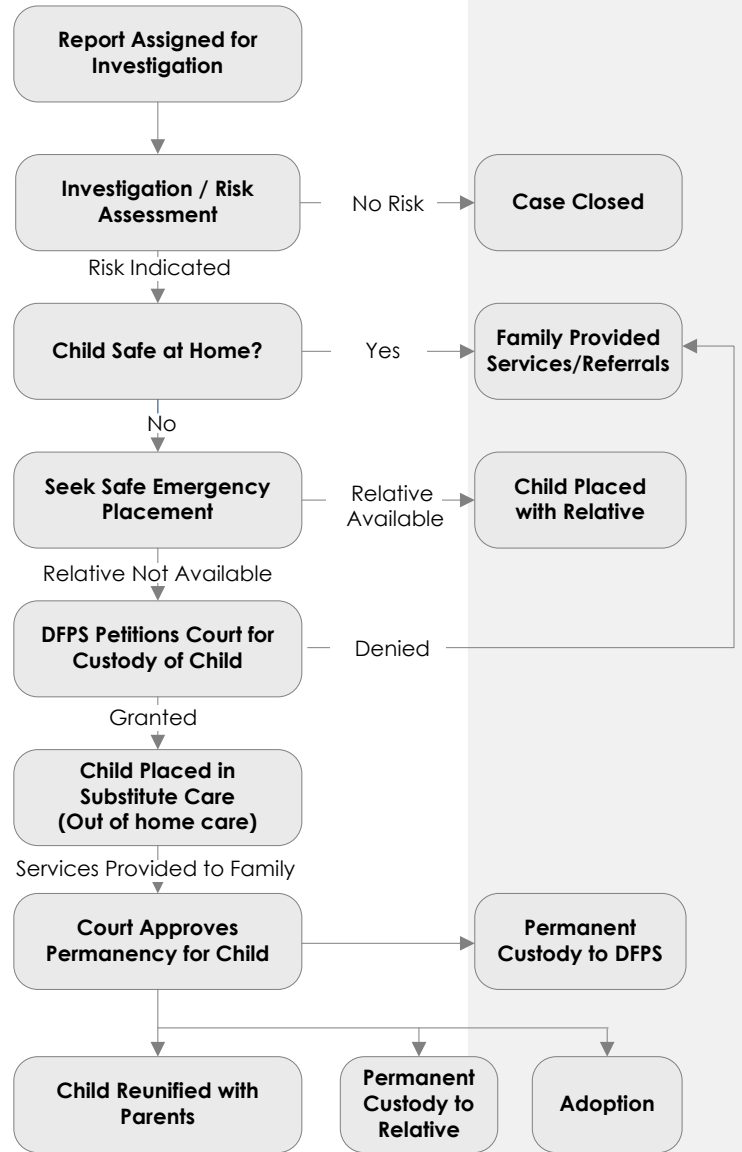 Report Assigned for
Investigation
Investigation / Risk
Assessment
No Risk
Case Closed
Risk Indicated
Child Safe at Home?
Yes
Family Provided
Services/Referrals
No
Seek Safe Emergency
Placement
Relative
Available
Child Placed
with Relative
Relative Not Available
DFPS Petitions Court for
Custody of Child
Denied
Granted
Child Placed in
Substitute Care
(Out of home care)
Services Provided to Family
Court Approves
Permanency for Child
Permanent
Custody to DFPS
Child Reunified with
Parents
Permanent
Custody to
Relative
Adoption